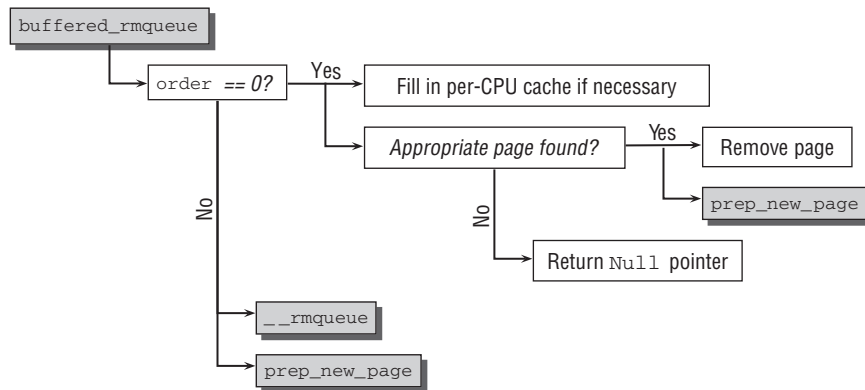 buffered_rmqueue
order == 0?
Yes
Fill in per-CPU cache if necessary
Appropriate page found?
Yes
Remove page
prep_new_page
No
No
Return Null pointer
__rmqueue
prep_new_page